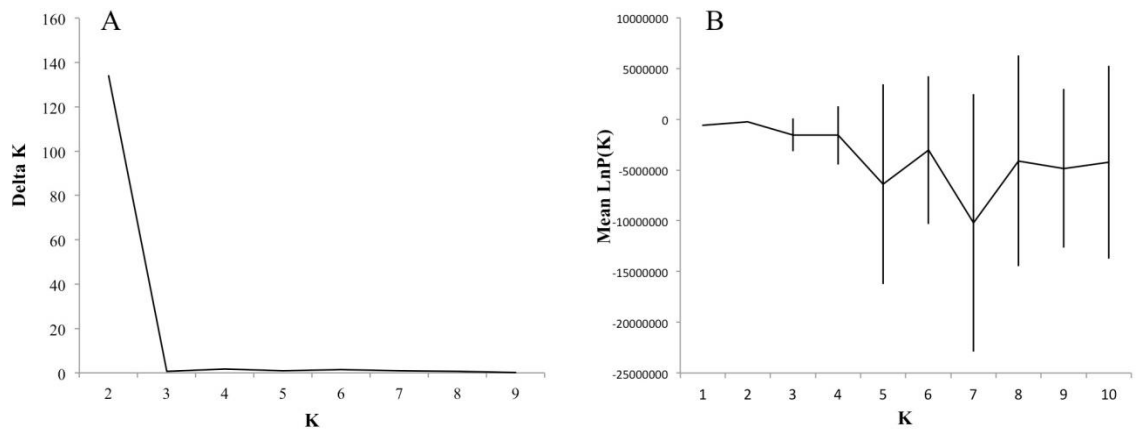 A
Delta K
160
140
120
100
80
60
40
20
0
2 3 4 5 6 7 8 9
K
B
Mean LnP(K)
10000000
5000000
0
-5000000
-10000000
-15000000
-20000000
-25000000
1 2 3 4 5 6 7 8 9 10
K